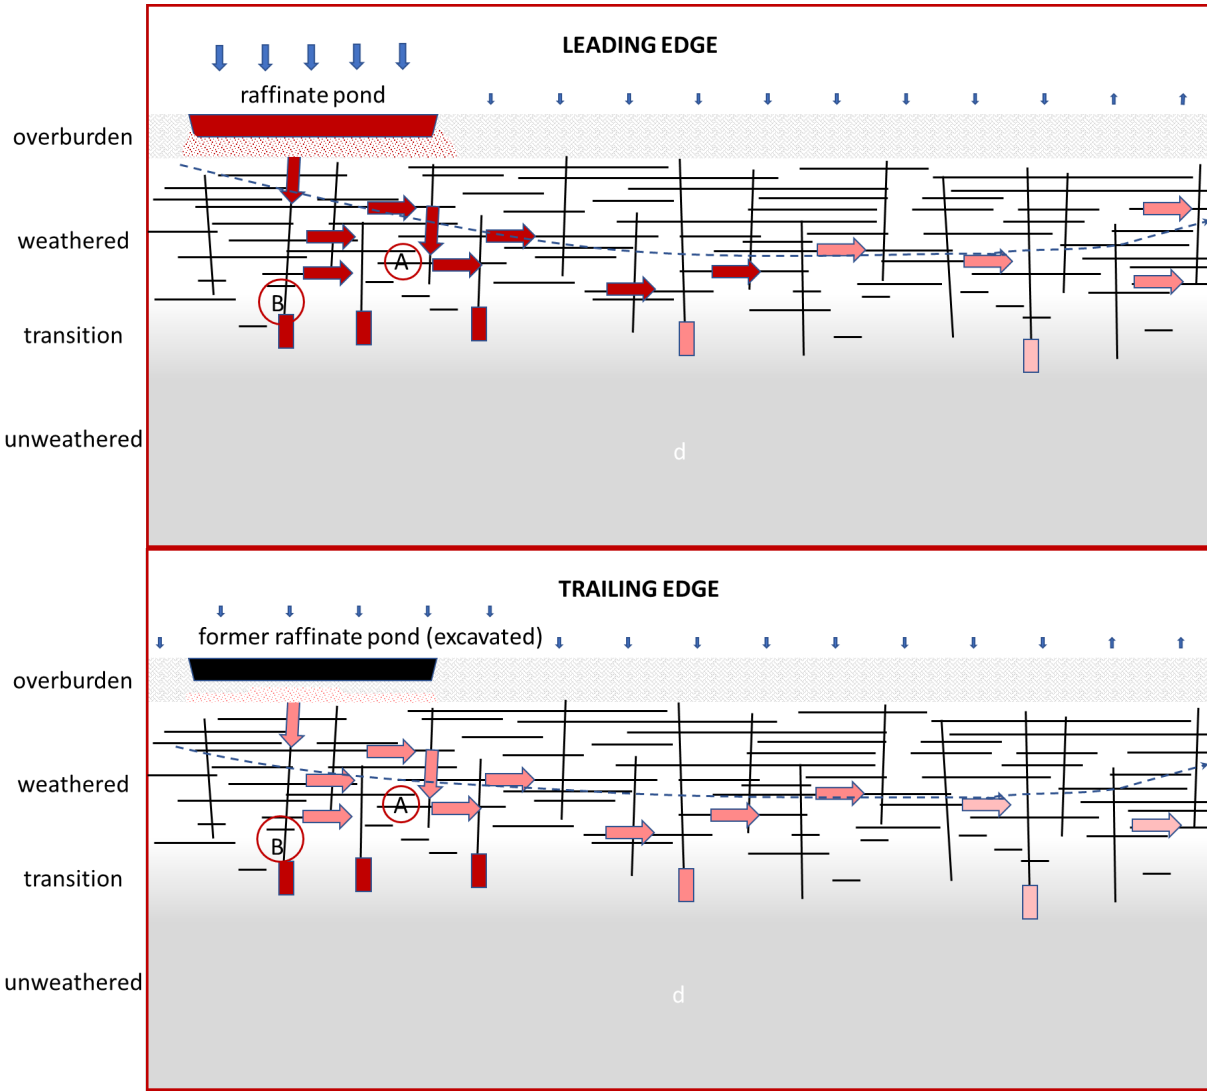 LEADING EDGE
raffinate pond
overburden
weathered
A
B
transition
unweathered
d
TRAILING EDGE
former raffinate pond (excavated)
overburden
weathered
A
B
transition
unweathered
d